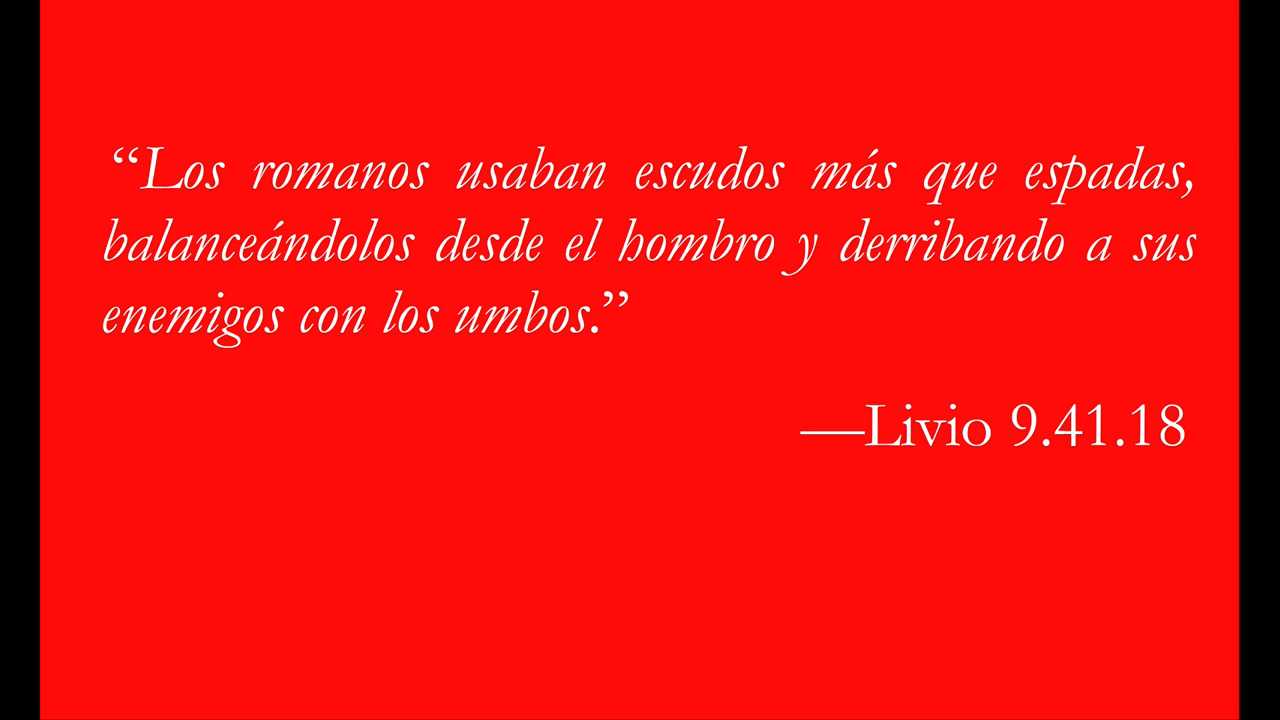 “Los romanos usaban escudos más que espadas,
balanceándolos desde el hombro y derribando a sus
enemigos con los umbos.”
—Livio 9.41.18